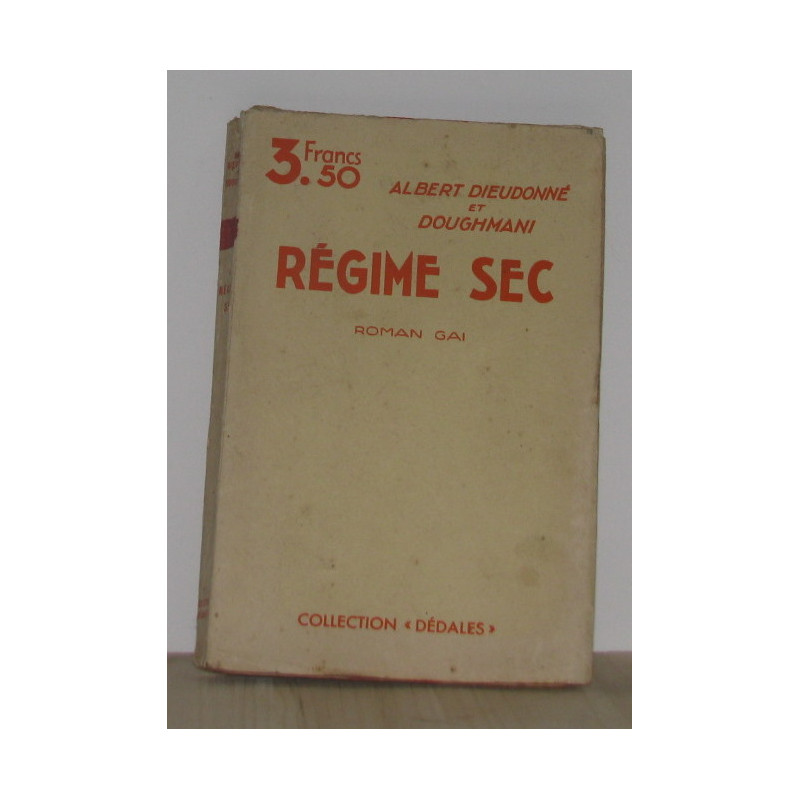 3.50 Francs
ALBERT DIEUDONNÉ
ET
DOUGHMANI
RÉGIME SEC
ROMAN GAI
COLLECTION « DÉDALES »